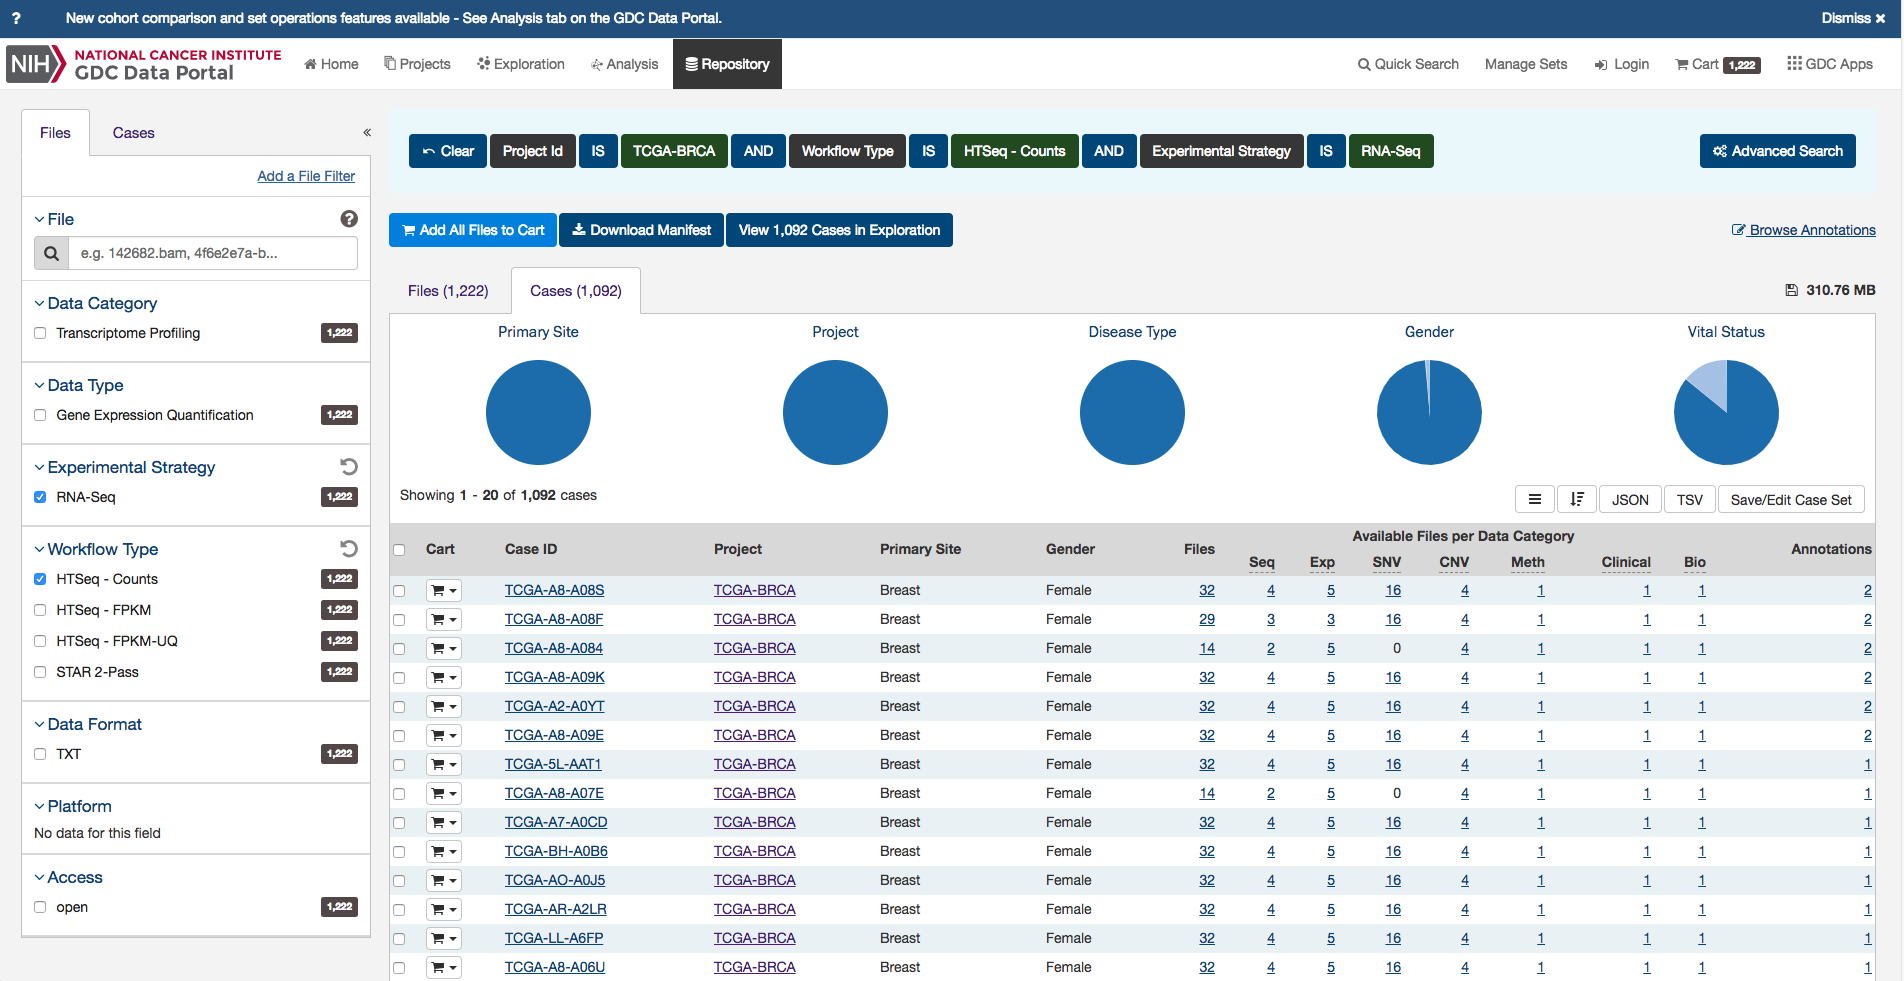 ? New cohort comparison and set operations features available - See Analysis tab on the GDC Data Portal. Dismiss ×
NIH NATIONAL CANCER INSTITUTE
GDC Data Portal
Home Projects Exploration Analysis Repository Quick Search Manage Sets Login Cart 1,222 GDC Apps
Files Cases «
Add a File Filter
File ?
e.g. 142682.bam, 4f6e2e7a-b...
Data Category
Transcriptome Profiling 1,222
Data Type
Gene Expression Quantification 1,222
Experimental Strategy
RNA-Seq 1,222
Workflow Type
HTSeq - Counts 1,222
HTSeq - FPKM 1,222
HTSeq - FPKM-UQ 1,222
STAR 2-Pass 1,222
Data Format
TXT 1,222
Platform
No data for this field
Access
open 1,222
Clear Project Id IS TCGA-BRCA AND Workflow Type IS HTSeq - Counts AND Experimental Strategy IS RNA-Seq Advanced Search
Add All Files to Cart Download Manifest View 1,092 Cases in Exploration Browse Annotations
Files (1,222) Cases (1,092) 310.76 MB
Primary Site Project Disease Type Gender Vital Status
Showing 1 - 20 of 1,092 cases
JSON TSV Save/Edit Case Set
Cart Case ID Project Primary Site Gender Files Available Files per Data Category Annotations
Seq Exp SNV CNV Meth Clinical Bio
TCGA-A8-A08S TCGA-BRCA Breast Female 32 4 5 16 4 1 1 1 2
TCGA-A8-A08F TCGA-BRCA Breast Female 29 3 3 16 4 1 1 1 2
TCGA-A8-A084 TCGA-BRCA Breast Female 14 2 5 0 4 1 1 1 2
TCGA-A8-A09K TCGA-BRCA Breast Female 32 4 5 16 4 1 1 1 2
TCGA-A2-A0YT TCGA-BRCA Breast Female 32 4 5 16 4 1 1 1 2
TCGA-A8-A09E TCGA-BRCA Breast Female 32 4 5 16 4 1 1 1 2
TCGA-5L-AAT1 TCGA-BRCA Breast Female 32 4 5 16 4 1 1 1 1
TCGA-A8-A07E TCGA-BRCA Breast Female 14 2 5 0 4 1 1 1 1
TCGA-A7-A0CD TCGA-BRCA Breast Female 32 4 5 16 4 1 1 1 1
TCGA-BH-A0B6 TCGA-BRCA Breast Female 32 4 5 16 4 1 1 1 1
TCGA-AO-A0J5 TCGA-BRCA Breast Female 32 4 5 16 4 1 1 1 1
TCGA-AR-A2LR TCGA-BRCA Breast Female 32 4 5 16 4 1 1 1 1
TCGA-LL-A6FP TCGA-BRCA Breast Female 32 4 5 16 4 1 1 1 1
TCGA-A8-A06U TCGA-BRCA Breast Female 32 4 5 16 4 1 1 1 1